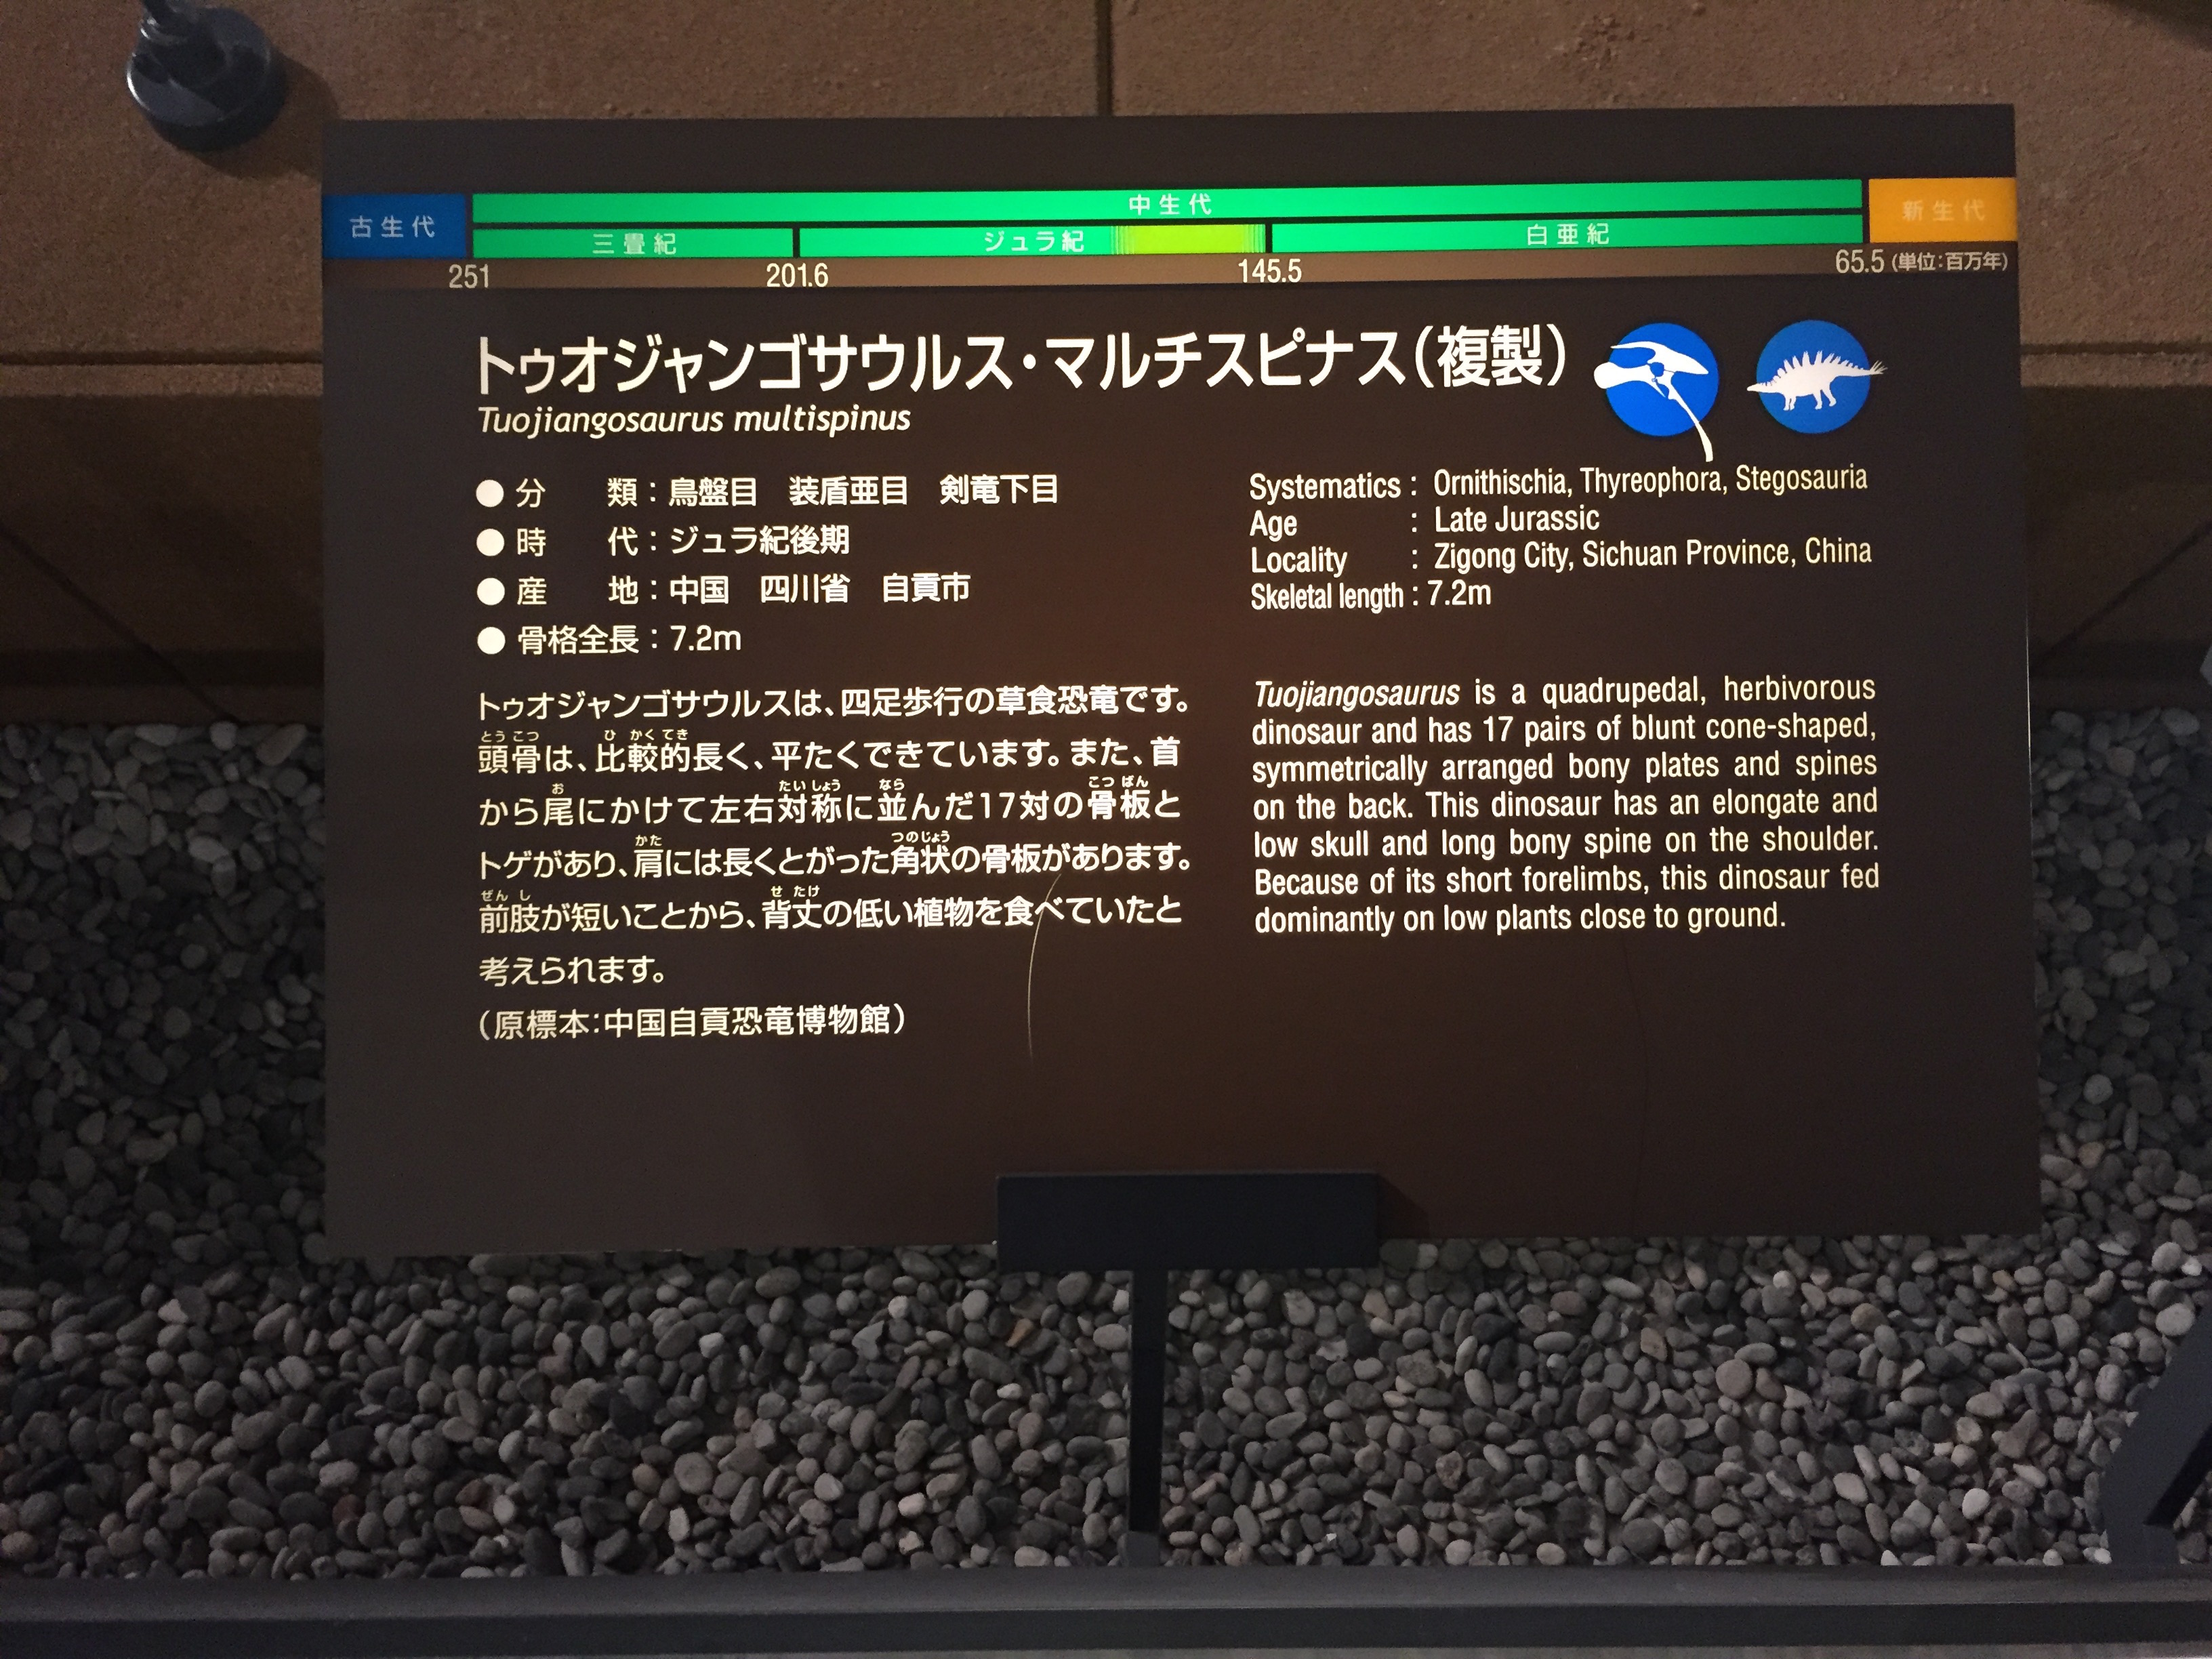 中生代
古生代 三畳紀 ジュラ紀 白亜紀 新生代
251 201.6 145.5 65.5 (単位:百万年)
トゥオジャンゴサウルス・マルチスピナス(複製)
Tuojiangosaurus multispinus
● 分 類:鳥盤目 装盾亜目 剣竜下目
● 時 代:ジュラ紀後期
● 産 地:中国 四川省 自貢市
● 骨格全長:7.2m
トゥオジャンゴサウルスは、四足歩行の草食恐竜です。
とうこつ ひ かくてき
頭骨は、比較的長く、平たくできています。また、首
お たいしょう なら こつばん
から尾にかけて左右対称に並んだ17対の骨板と
かた つのじょう
トゲがあり、肩には長くとがった角状の骨板があります。
ぜん し せ たけ
前肢が短いことから、背丈の低い植物を食べていたと
考えられます。
(原標本:中国自貢恐竜博物館)
Systematics : Ornithischia, Thyreophora, Stegosauria
Age : Late Jurassic
Locality : Zigong City, Sichuan Province, China
Skeletal length : 7.2m
Tuojiangosaurus is a quadrupedal, herbivorous
dinosaur and has 17 pairs of blunt cone-shaped,
symmetrically arranged bony plates and spines
on the back. This dinosaur has an elongate and
low skull and long bony spine on the shoulder.
Because of its short forelimbs, this dinosaur fed
dominantly on low plants close to ground.